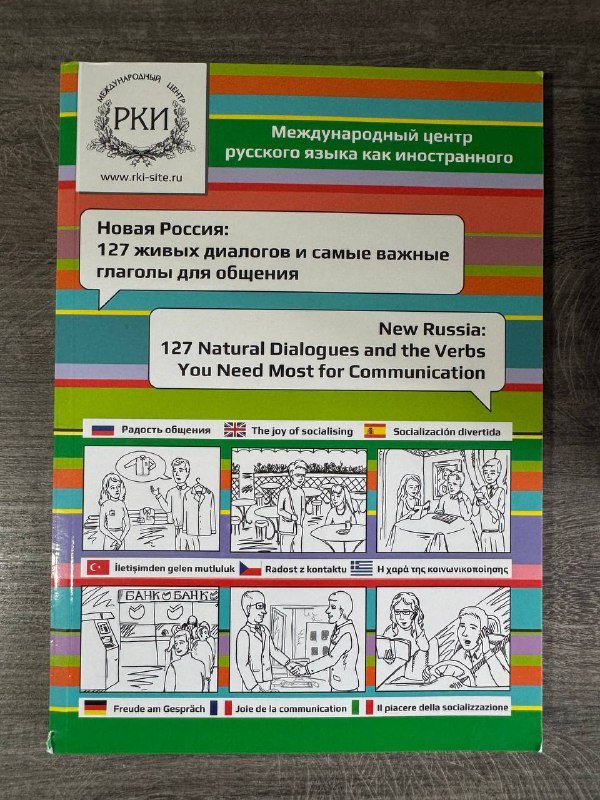 МЕЖДУНАРОДНЫЙ ЦЕНТР
РКИ
www.rki-site.ru
Международный центр
русского языка как иностранного
Новая Россия:
127 живых диалогов и самые важные
глаголы для общения
New Russia:
127 Natural Dialogues and the Verbs
You Need Most for Communication
Радость общения The joy of socialising Socialización divertida
İletişimden gelen mutluluk Radost z kontaktu Η χαρά της κοινωνικοποίησης
БАНК БАНК
Freude am Gespräch Joie de la communication Il piacere della socializzazione